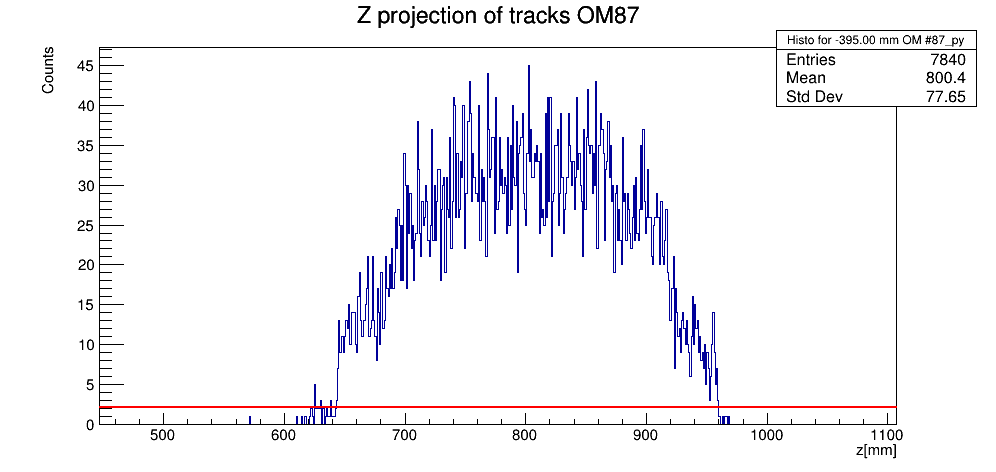 Z projection of tracks OM87
Histo for -395.00 mm OM #87_py
Entries 7840
Mean 800.4
Std Dev 77.65
Counts
45
40
35
30
25
20
15
10
5
0
500 600 700 800 900 1000 1100
z[mm]